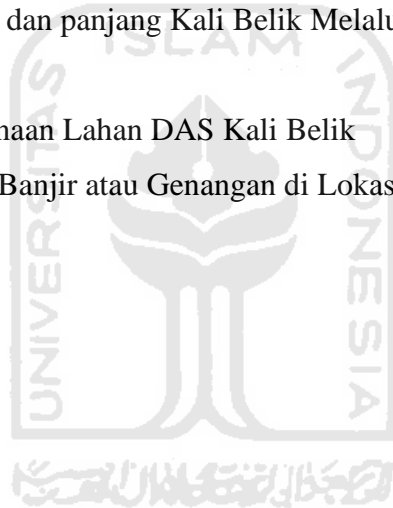 dan panjang Kali Belik Melalu
ISLAM
UNIVERSITAS
INDONESIA
naan Lahan DAS Kali Belik
Banjir atau Genangan di Lokas